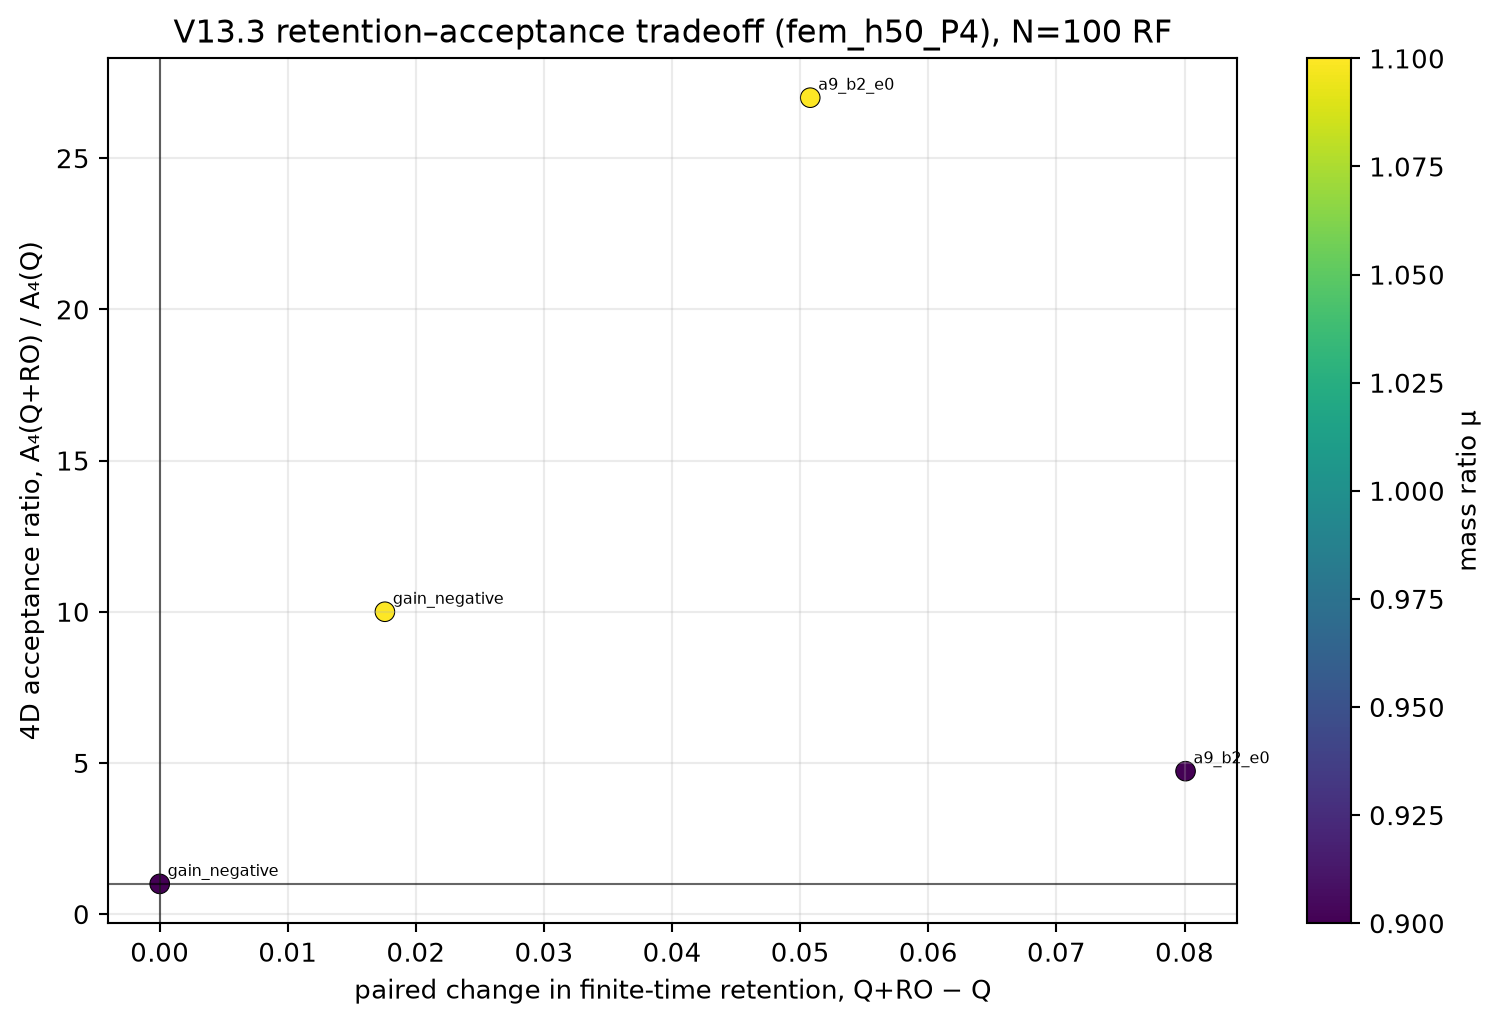 V13.3 retention–acceptance tradeoff (fem_h50_P4), N=100 RF
4D acceptance ratio, A₄(Q+RO) / A₄(Q)
25
20
15
10
5
0
a9_b2_e0
gain_negative
a9_b2_e0
gain_negative
0.00 0.01 0.02 0.03 0.04 0.05 0.06 0.07 0.08
paired change in finite-time retention, Q+RO − Q
1.100
1.075
1.050
1.025
1.000
0.975
0.950
0.925
0.900
mass ratio μ